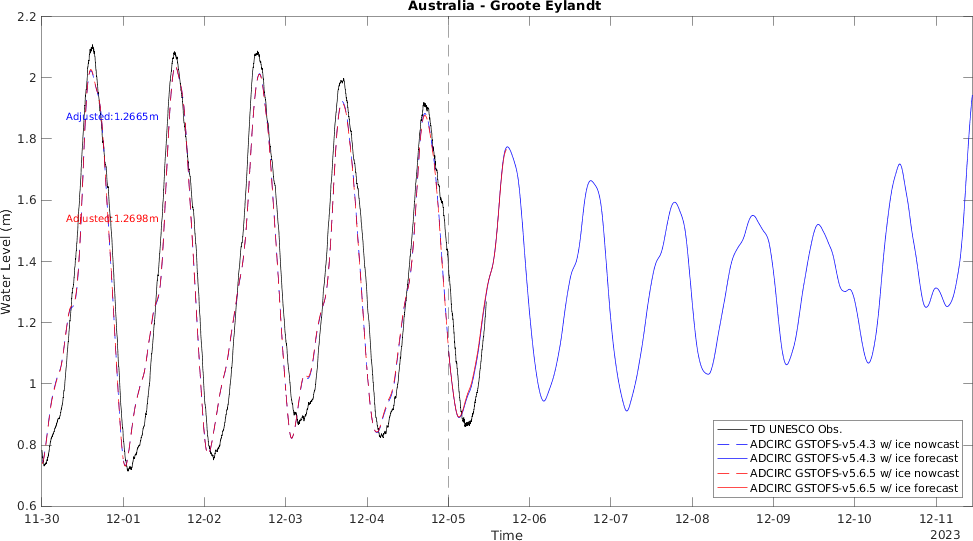 Australia - Groote Eylandt
2.2
2
1.8
1.6
1.4
1.2
1
0.8
0.6
Water Level (m)
Adjusted:1.2665m
Adjusted:1.2698m
TD UNESCO Obs.
ADCIRC GSTOFS-v5.4.3 w/ ice nowcast
ADCIRC GSTOFS-v5.4.3 w/ ice forecast
ADCIRC GSTOFS-v5.6.5 w/ ice nowcast
ADCIRC GSTOFS-v5.6.5 w/ ice forecast
11-30 12-01 12-02 12-03 12-04 12-05 12-06 12-07 12-08 12-09 12-10 12-11
2023
Time